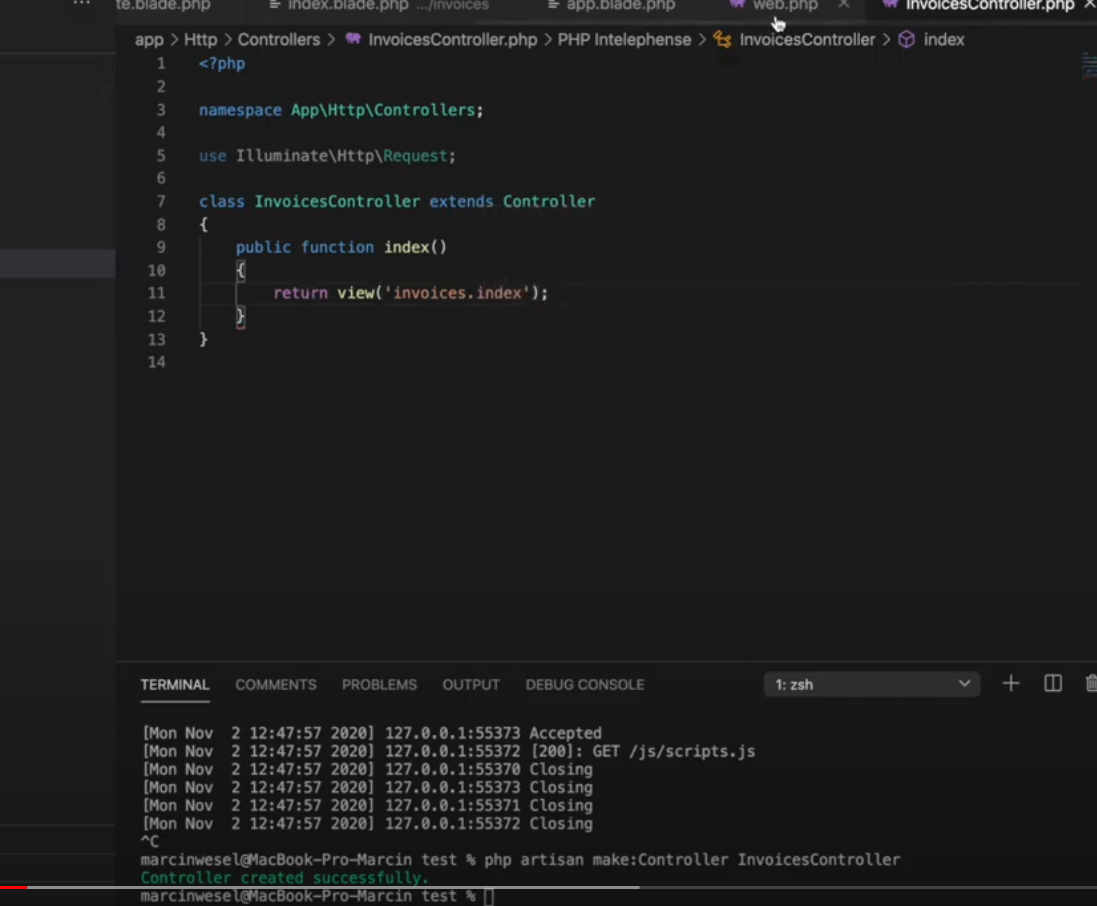 te.blade.php index.blade.php .../invoices app.blade.php web.php InvoicesController.php
app > Http > Controllers > InvoicesController.php > PHP Intelephense > InvoicesController > index
1 <?php
2
3 namespace App\Http\Controllers;
4
5 use Illuminate\Http\Request;
6
7 class InvoicesController extends Controller
8 {
9 public function index()
10 {
11 return view('invoices.index');
12 }
13 }
14
TERMINAL COMMENTS PROBLEMS OUTPUT DEBUG CONSOLE 1: zsh
[Mon Nov  2 12:47:57 2020] 127.0.0.1:55373 Accepted
[Mon Nov  2 12:47:57 2020] 127.0.0.1:55372 [200]: GET /js/scripts.js
[Mon Nov  2 12:47:57 2020] 127.0.0.1:55370 Closing
[Mon Nov  2 12:47:57 2020] 127.0.0.1:55373 Closing
[Mon Nov  2 12:47:57 2020] 127.0.0.1:55371 Closing
[Mon Nov  2 12:47:57 2020] 127.0.0.1:55372 Closing
^C
marcinwesel@MacBook-Pro-Marcin test % php artisan make:Controller InvoicesController
Controller created successfully.
marcinwesel@MacBook-Pro-Marcin test %